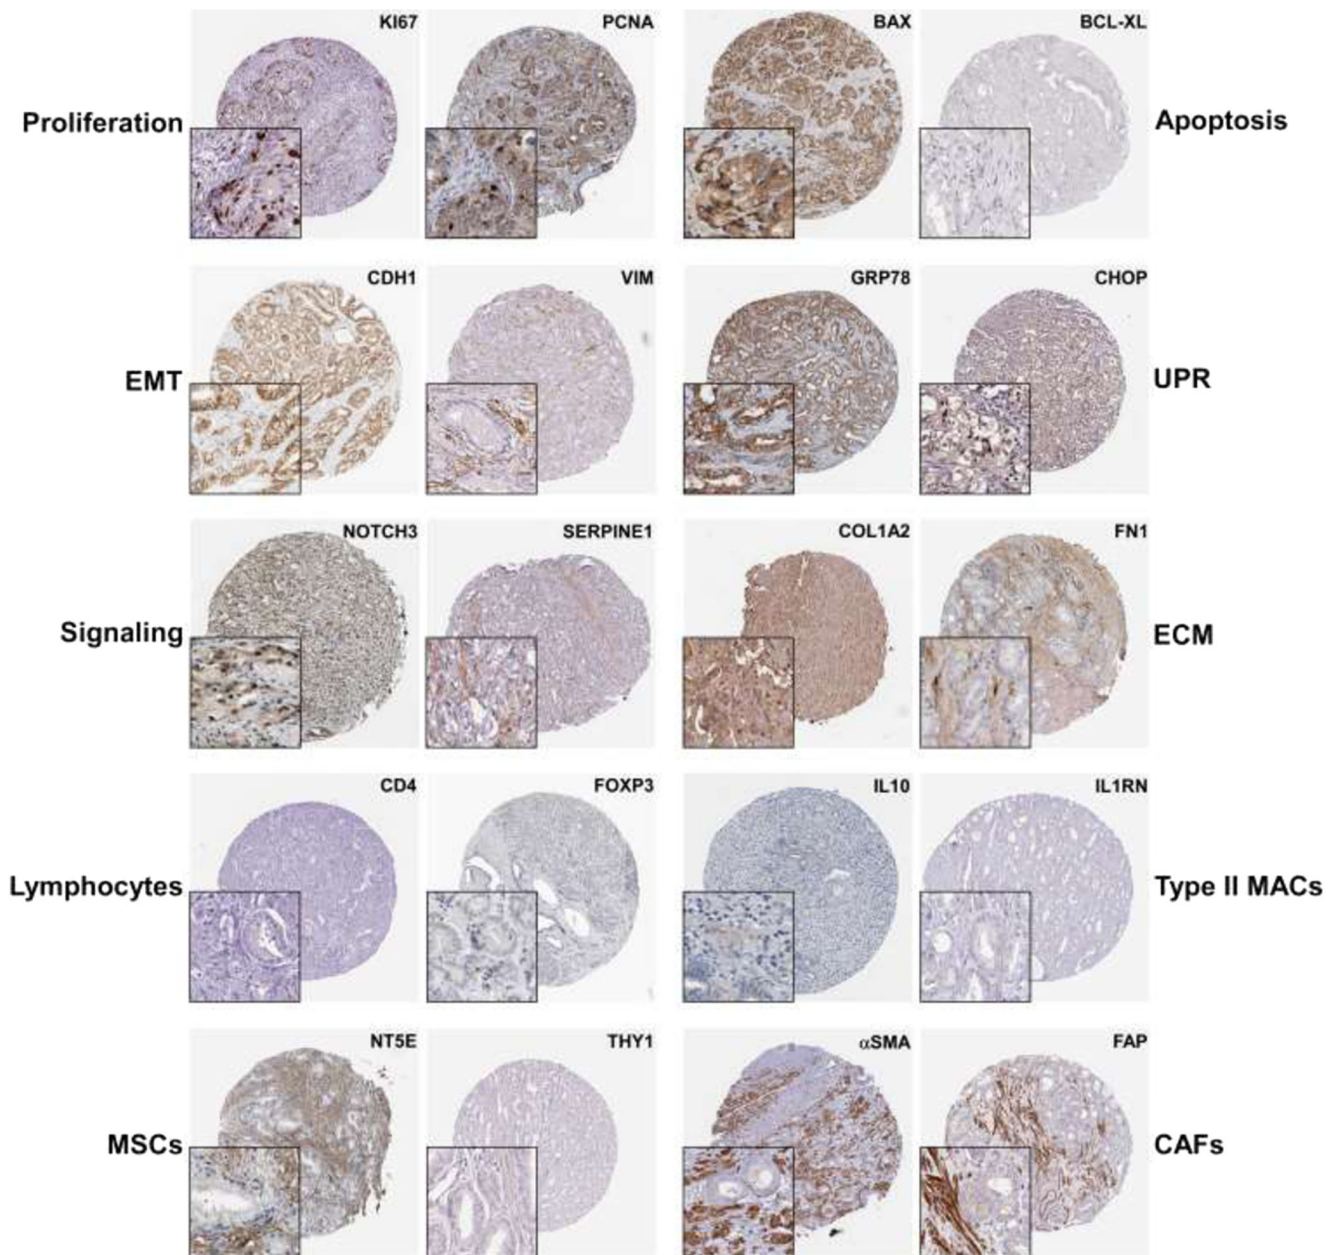 KI67 PCNA BAX BCL-XL
Proliferation Apoptosis
CDH1 VIM GRP78 CHOP
EMT UPR
NOTCH3 SERPINE1 COL1A2 FN1
Signaling ECM
CD4 FOXP3 IL10 IL1RN
Lymphocytes Type II MACs
NT5E THY1 αSMA FAP
MSCs CAFs